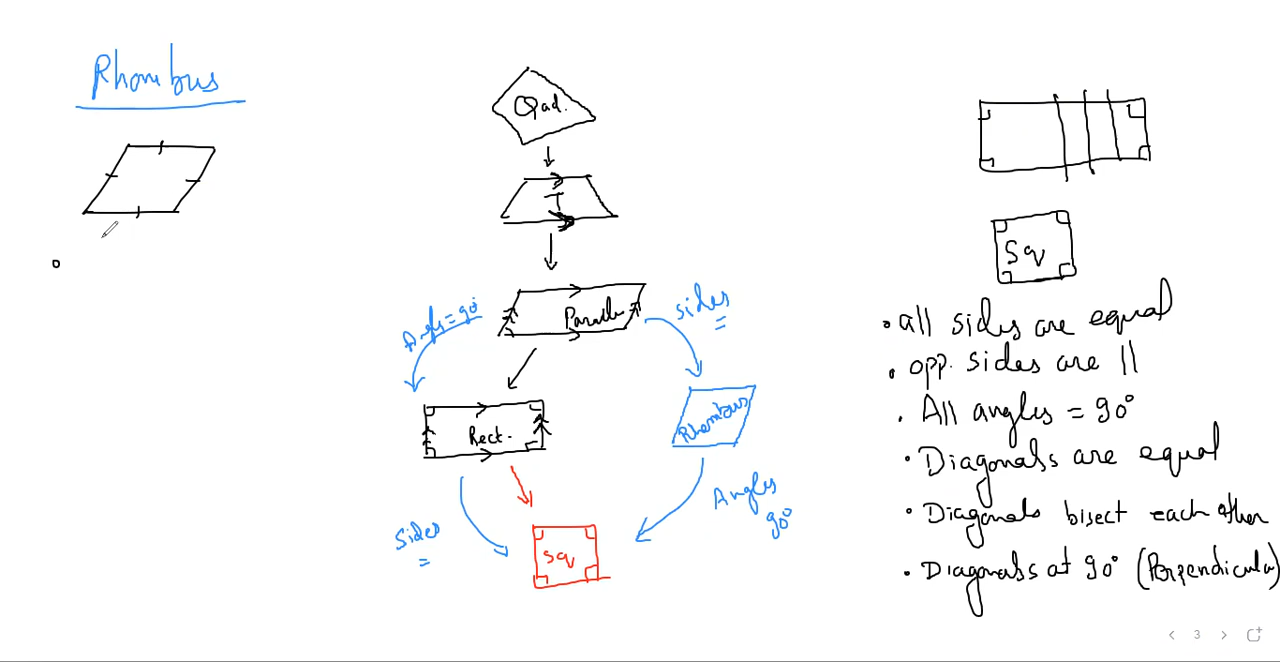 Rhombus
Quad.
T
Angles = 90°
Parallm
sides
=
Rect.
Rhombus
Sides
=
Angles
90°
Sq
Sq
• all sides are equal
• opp. sides are ||
• All angles = 90°
• Diagonals are equal
• Diagonals bisect each other
• Diagonals at 90° (Perpendicular)
3